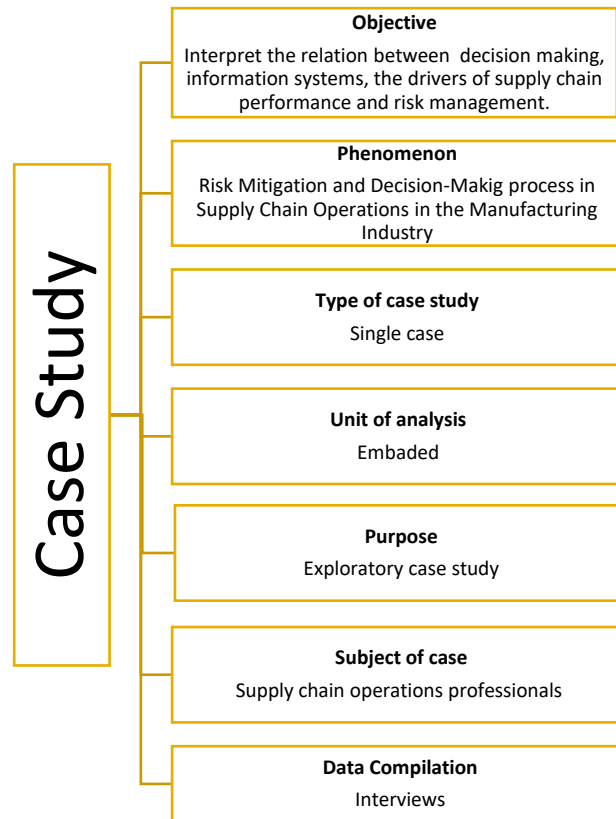 Case Study
Objective
Interpret the relation between decision making,
information systems, the drivers of supply chain
performance and risk management.
Phenomenon
Risk Mitigation and Decision-Makig process in
Supply Chain Operations in the Manufacturing
Industry
Type of case study
Single case
Unit of analysis
Embaded
Purpose
Exploratory case study
Subject of case
Supply chain operations professionals
Data Compilation
Interviews